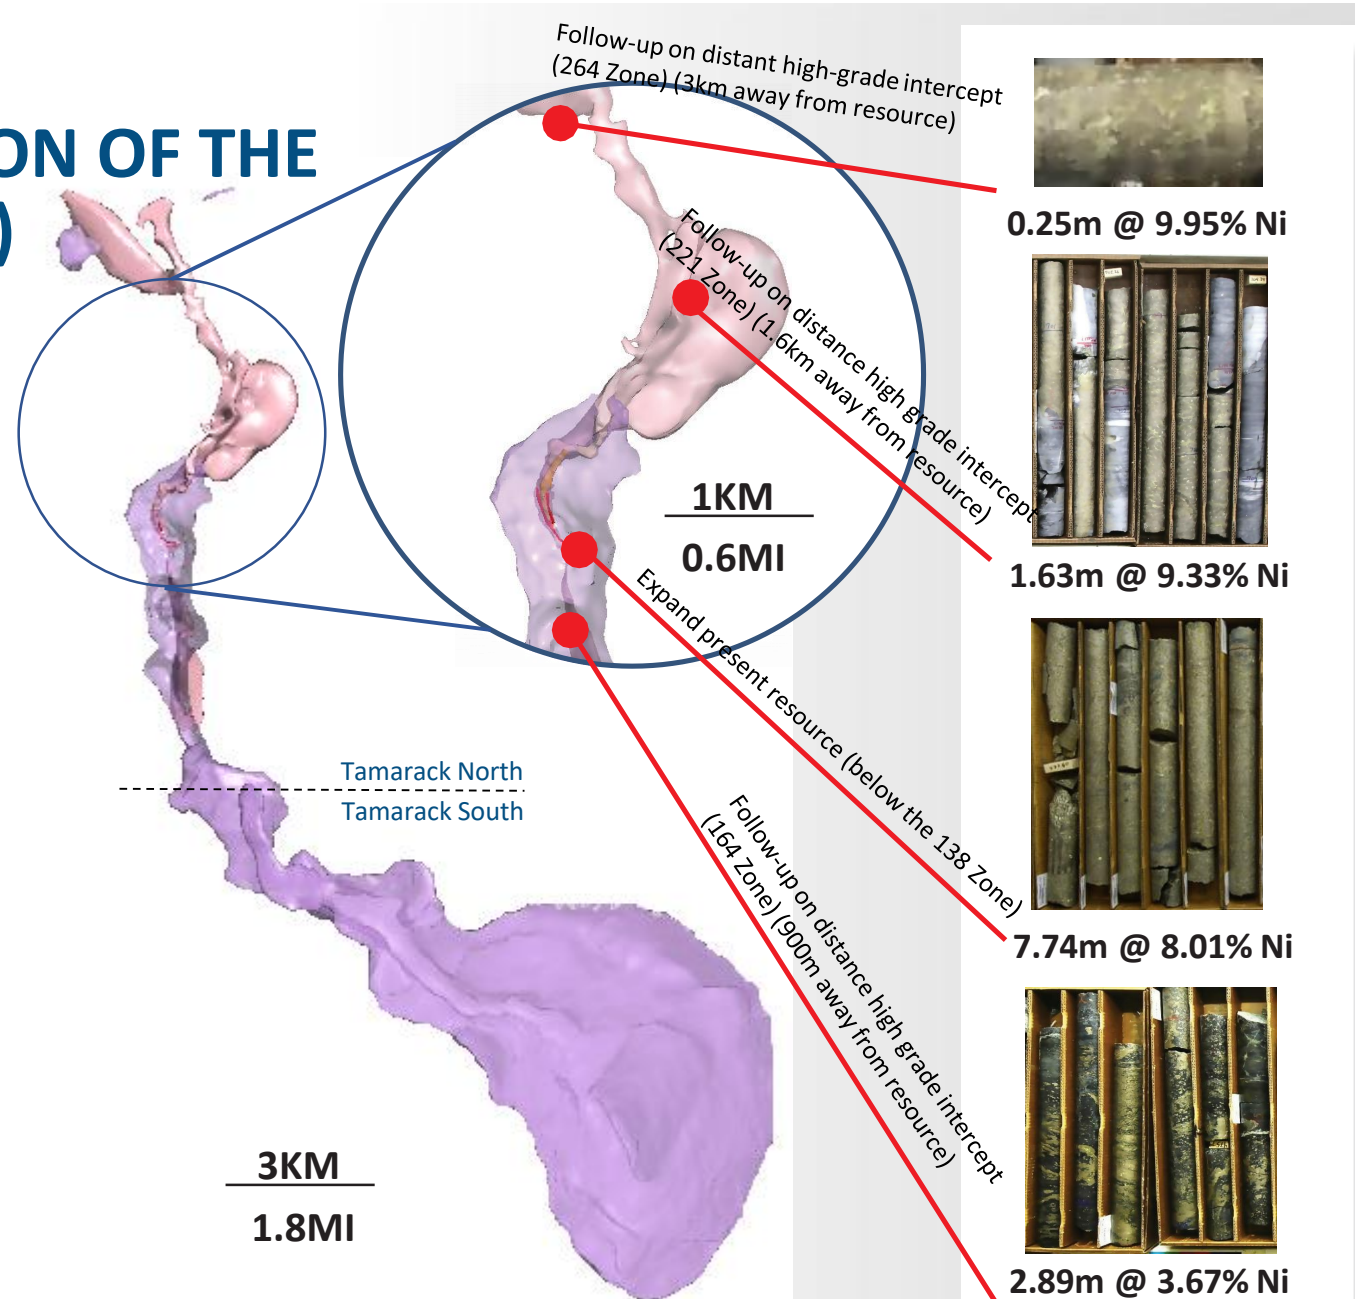 ON OF THE
)
Follow-up on distant high-grade intercept
(264 Zone) (3km away from resource)
0.25m @ 9.95% Ni
Follow-up on distance high grade intercept
(221 Zone) (1.6km away from resource)
1.63m @ 9.33% Ni
1KM
0.6MI
Expand present resource (below the 138 Zone)
7.74m @ 8.01% Ni
Tamarack North
Tamarack South
Follow-up on distance high grade intercept
(164 Zone) (900m away from resource)
2.89m @ 3.67% Ni
3KM
1.8MI